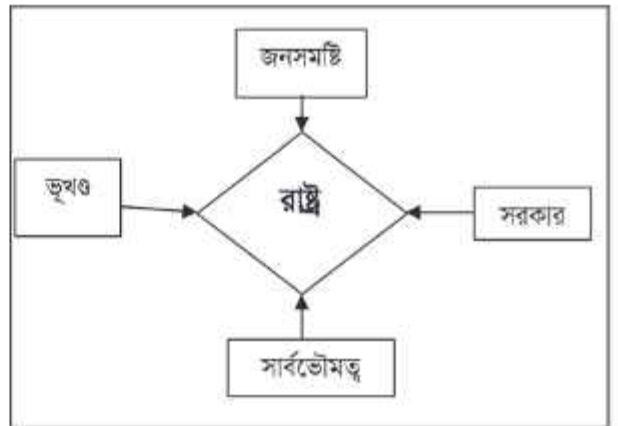 জনসমষ্টি
ভূখণ্ড
রাষ্ট্র
সরকার
সার্বভৌমত্ব